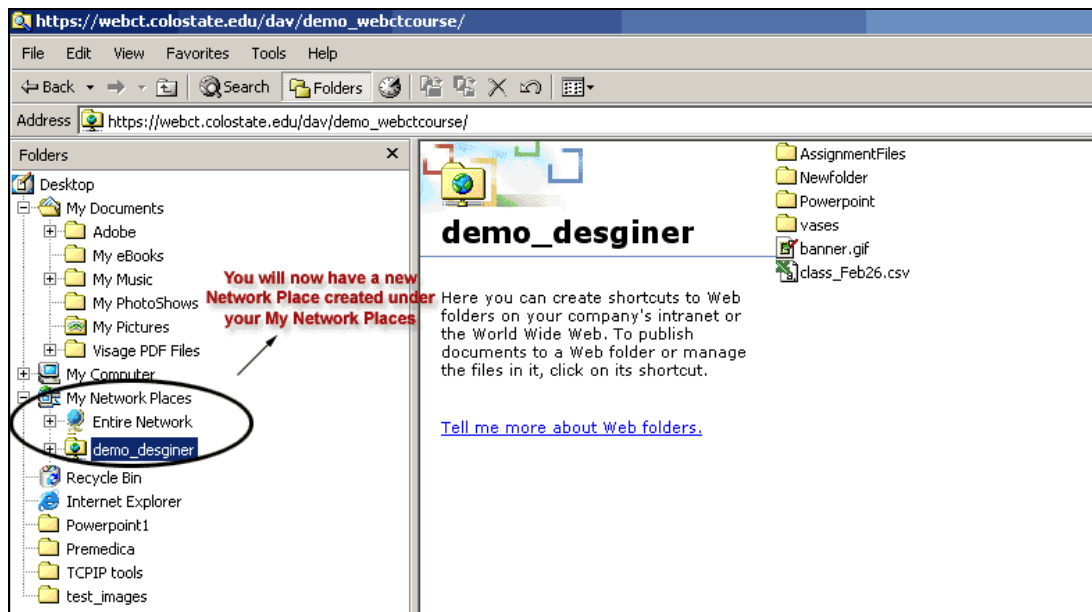 https://webct.colostate.edu/dav/demo_webctcourse/
File Edit View Favorites Tools Help
Back Search Folders
Address https://webct.colostate.edu/dav/demo_webctcourse/
Folders
Desktop
My Documents
Adobe
My eBooks
My Music
My PhotoShows
My Pictures
Visage PDF Files
My Computer
My Network Places
Entire Network
demo_desginer
Recycle Bin
Internet Explorer
Powerpoint1
Premedica
TCPIP tools
test_images
You will now have a new
Network Place created under
your My Network Places
demo_desginer
Here you can create shortcuts to Web
folders on your company's intranet or
the World Wide Web. To publish
documents to a Web folder or manage
the files in it, click on its shortcut.
Tell me more about Web folders.
AssignmentFiles
Newfolder
Powerpoint
vases
banner.gif
class_Feb26.csv